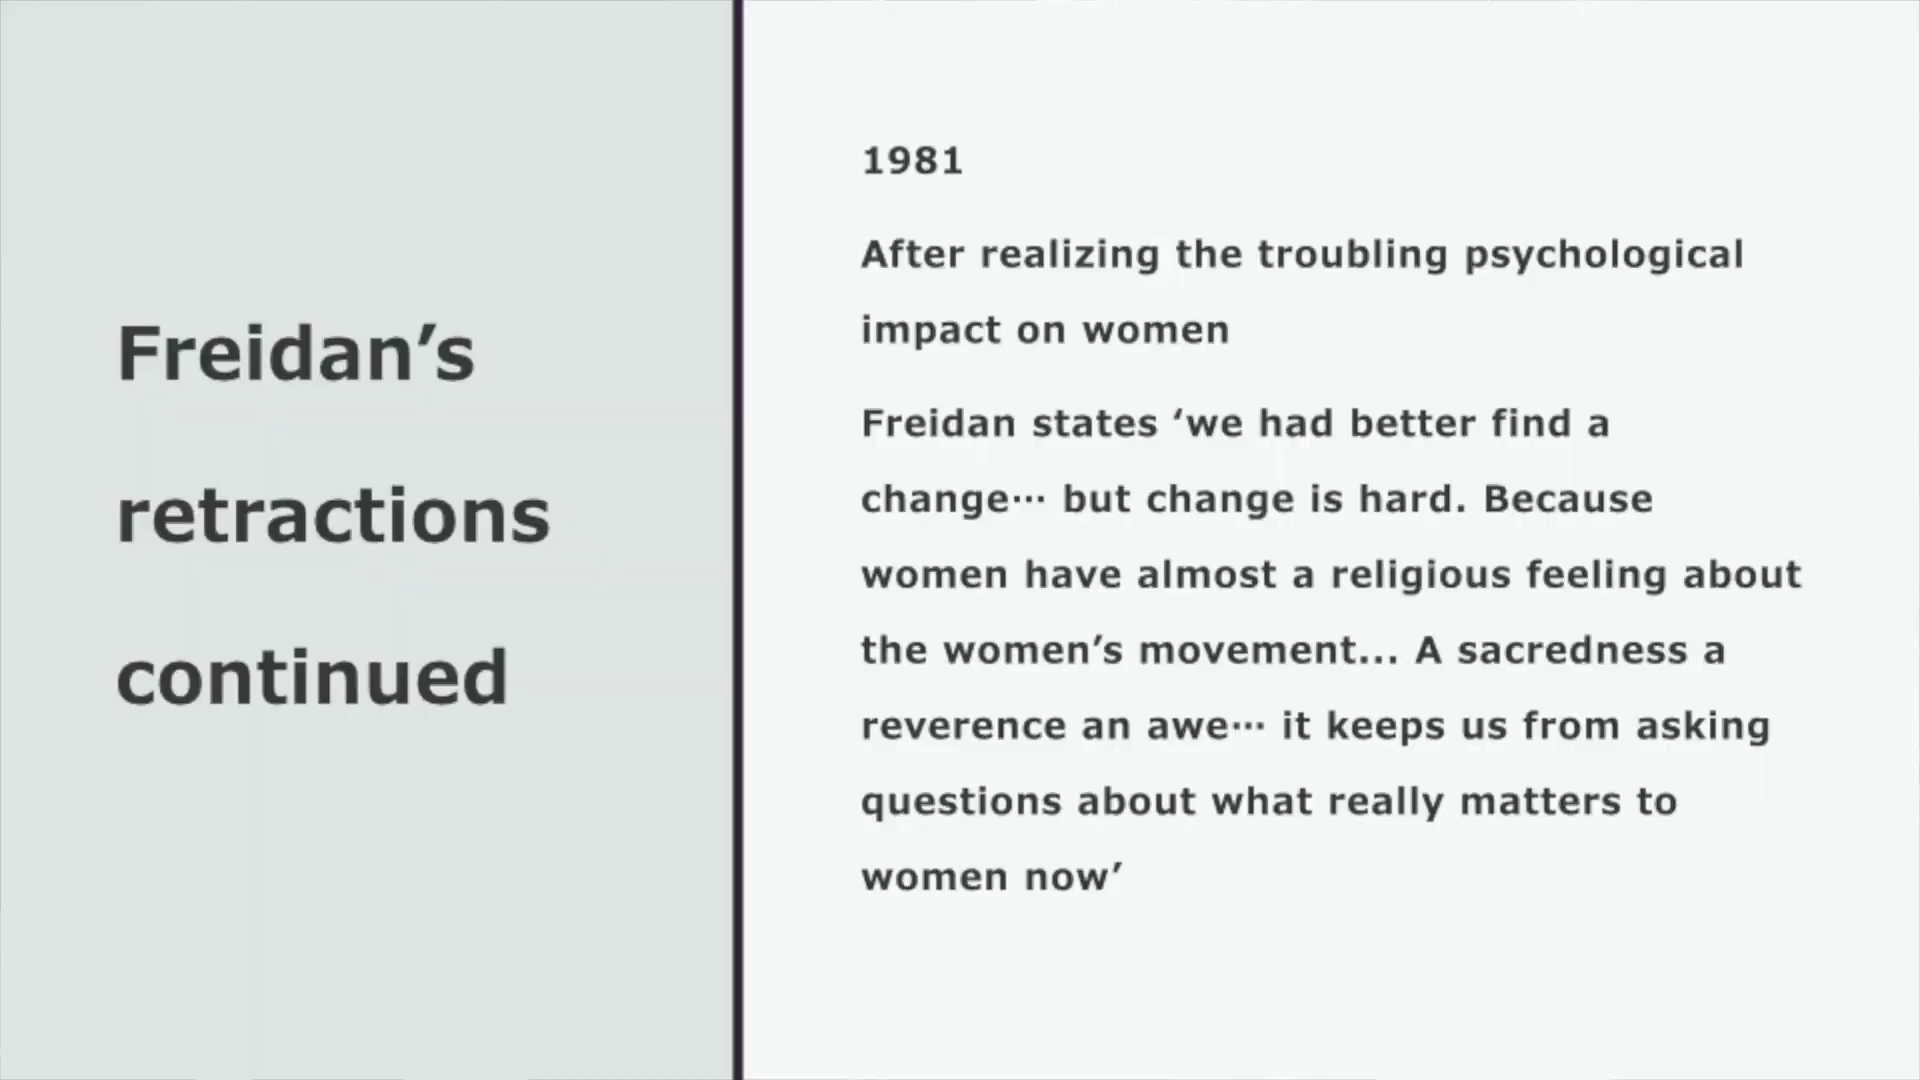 Freidan’s
retractions
continued
1981
After realizing the troubling psychological
impact on women
Freidan states ‘we had better find a
change⋯ but change is hard. Because
women have almost a religious feeling about
the women’s movement... A sacredness a
reverence an awe⋯ it keeps us from asking
questions about what really matters to
women now’